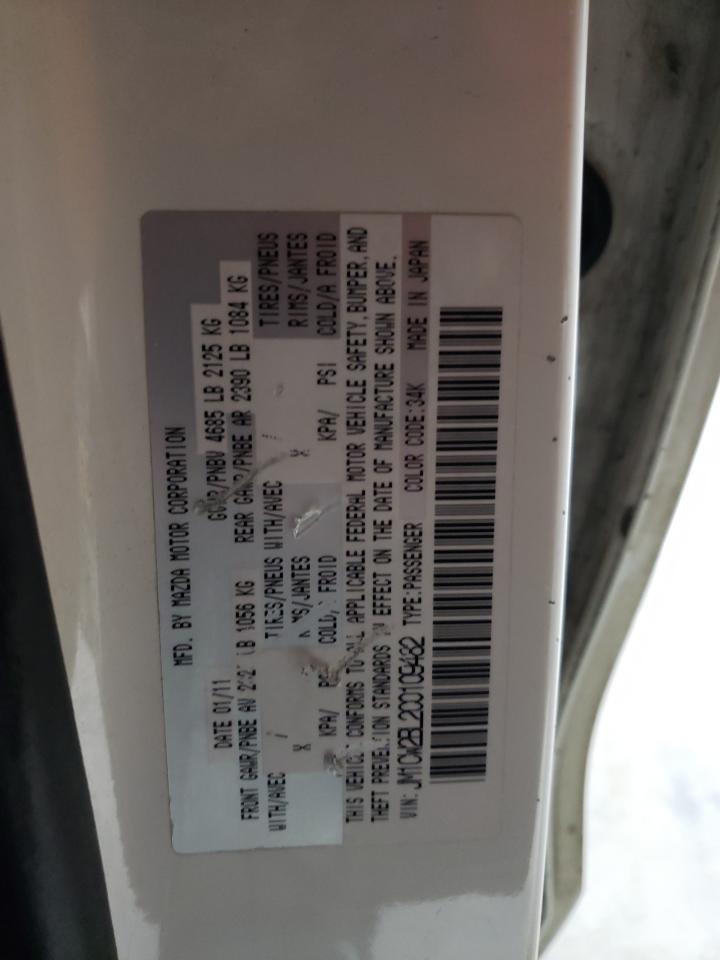 MFD. BY MAZDA MOTOR CORPORATION
DATE 01/11 GVWR/PNBV 4685 LB 2125 KG
FRONT GAWR/PNBE AV LB 1056 KG REAR GAWR/PNBE AR 2390 LB 1084 KG
WITH/AVEC / TIRES/PNEUS WITH/AVEC TIRES/PNEUS
X RIMS/JANTES X RIMS/JANTES
KPA/ PSI COLD/A FROID KPA/ PSI COLD/A FROID
THIS VEHICLE CONFORMS TO ALL APPLICABLE FEDERAL MOTOR VEHICLE SAFETY, BUMPER, AND
THEFT PREVENTION STANDARDS IN EFFECT ON THE DATE OF MANUFACTURE SHOWN ABOVE.
VIN: JM1CW2BL2C0109482 TYPE:PASSENGER COLOR CODE:34K MADE IN JAPAN